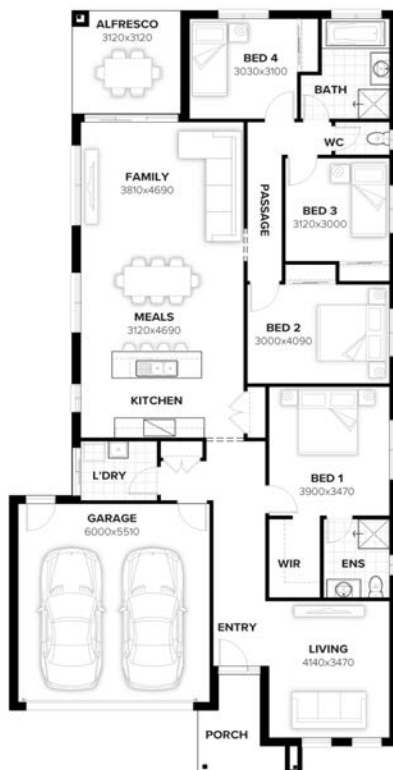 ALFRESCO
3120x3120
BED 4
3030x3100
BATH
WC
FAMILY
3810x4690
PASSAGE
BED 3
3120x3000
MEALS
3120x4690
BED 2
3000x4090
KITCHEN
L'DRY
BED 1
3900x3470
GARAGE
6000x5510
WIR
ENS
ENTRY
LIVING
4140x3470
PORCH